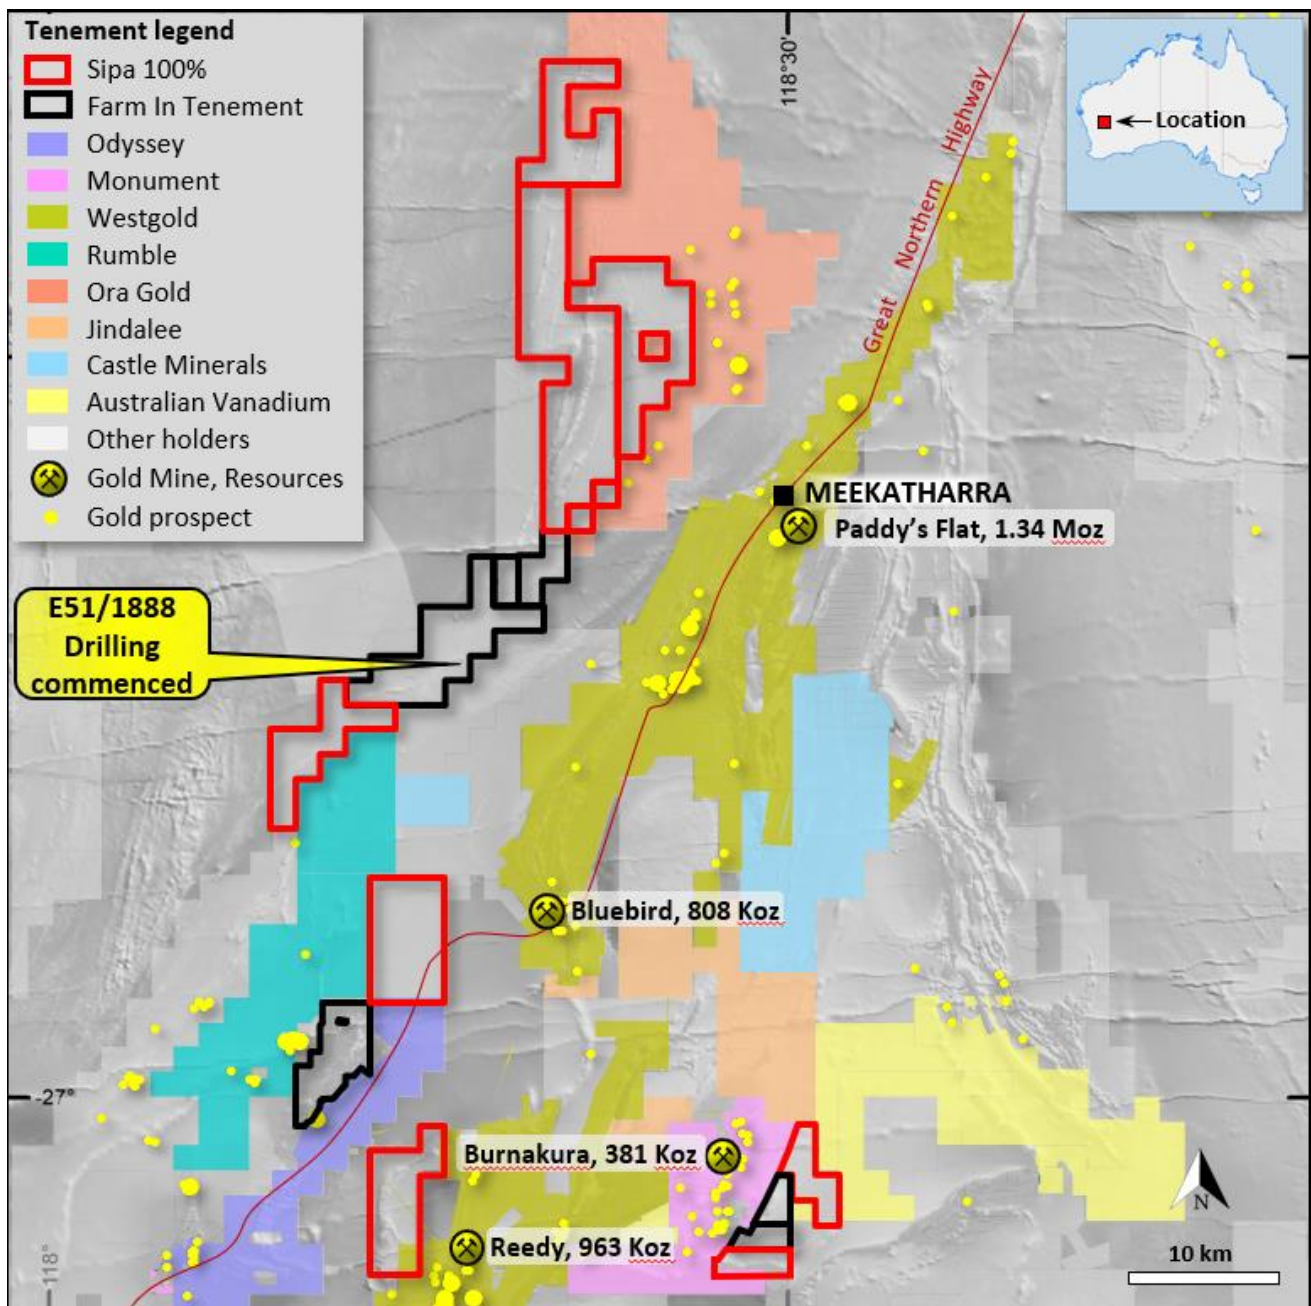 Tenement legend
Sipa 100%
Farm In Tenement
Odyssey
Monument
Westgold
Rumble
Ora Gold
Jindalee
Castle Minerals
Australian Vanadium
Other holders
Gold Mine, Resources
Gold prospect
118°30'
Great Northern Highway
Location
MEEKATHARRA
Paddy's Flat, 1.34 Moz
E51/1888
Drilling
commenced
Bluebird, 808 Koz
-27°
Burnakura, 381 Koz
Reedy, 963 Koz
N
10 km
118°